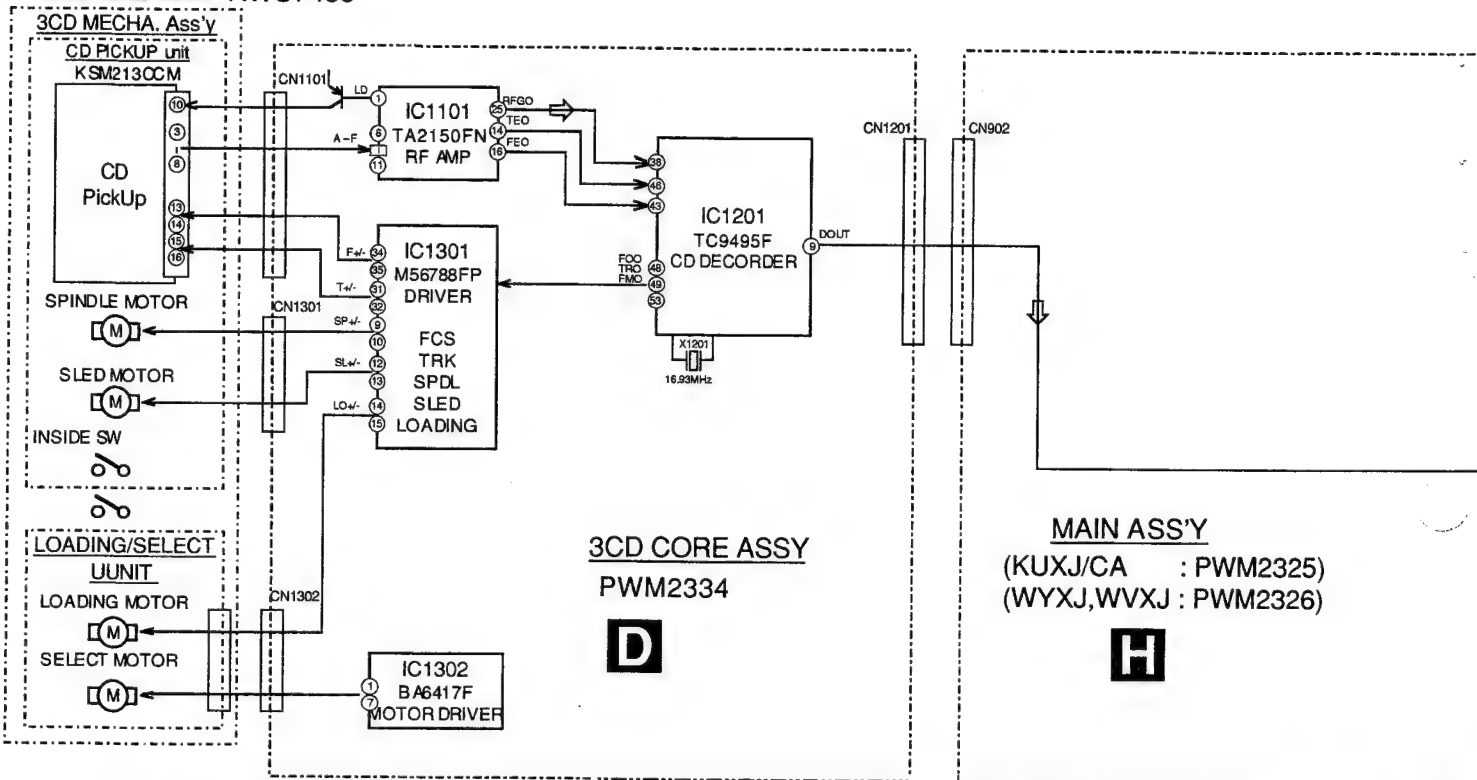 3CD MECHA. Ass'y
CD PICKUP unit
KSM213CCM
CD
PickUp
10
3
8
13
14
15
16
SPINDLE MOTOR
M
SLED MOTOR
M
INSIDE SW
LOADING/SELECT
UUNIT
LOADING MOTOR
M
SELECT MOTOR
M
CN1101
LD
A-F
1
6
11
IC1101
TA2150FN
RF AMP
25
14
16
RFGO
TEO
FEO
F+/-
T+/-
CN1301
SP+/-
SL+/-
LO+/-
34
35
31
32
9
10
12
13
14
15
IC1301
M56788FP
DRIVER
FCS
TRK
SPDL
SLED
LOADING
38
46
43
IC1201
TC9495F
CD DECORDER
FOO
TRO
FMO
48
49
53
9
DOUT
X1201
16.93MHz
CN1302
1
7
IC1302
BA6417F
MOTOR DRIVER
3CD CORE ASSY
PWM2334
D
CN1201
CN902
MAIN ASS'Y
(KUXJ/CA : PWM2325)
(WYXJ,WVXJ : PWM2326)
H